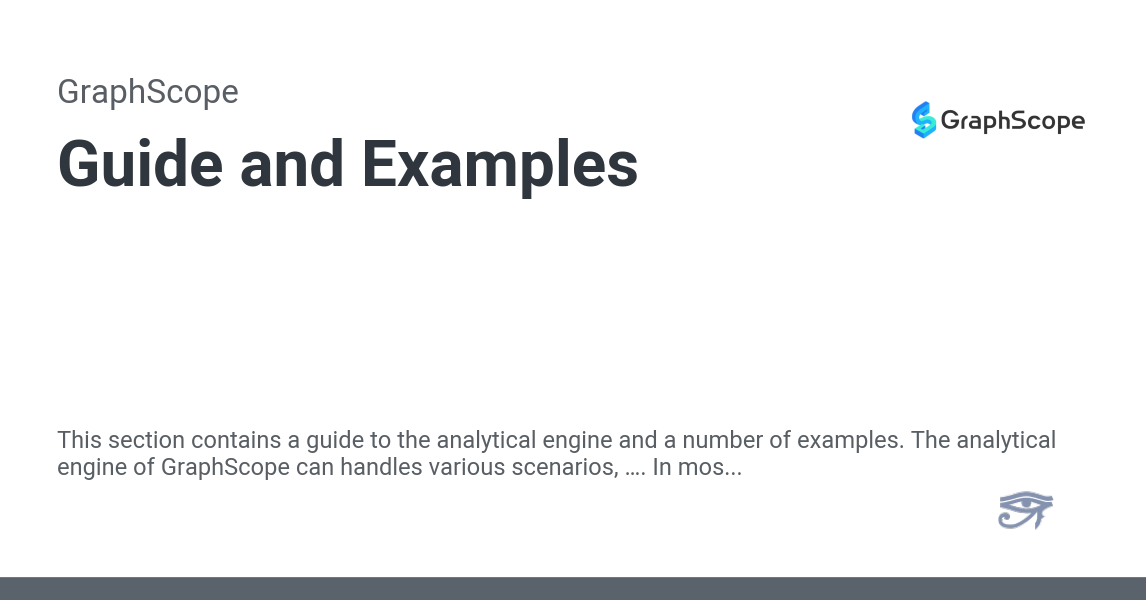 GraphScope
GraphScope
Guide and Examples
This section contains a guide to the analytical engine and a number of examples. The analytical
engine of GraphScope can handles various scenarios, .... In mos...